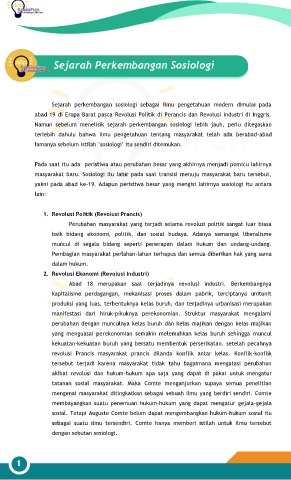 Sejarah Perkembangan Sosiologi
Sejarah perkembangan sosiologi sebagai ilmu pengetahuan modern dimulai pada
abad 19 di Eropa Barat pasca Revolusi Politik di Perancis dan Revolusi Industri di Inggris.
Namun sebelum menelisik sejarah perkembangan sosiologi lebih jauh, perlu ditegaskan
terlebih dahulu bahwa ilmu pengetahuan tentang masyarakat telah ada berabad-abad
lamanya sebelum istilah "sosiologi" itu sendiri ditemukan.
Pada saat itu ada peristiwa atau perubahan besar yang akhirnya menjadi pemicu lahirnya
masyarakat baru. Sosiologi itu lahir pada saat transisi menuju masyarakat baru tersebut,
yakni pada abad ke-19. Adapun peristiwa besar yang mengisi lahirnya sosiologi itu antara
lain:
1. Revolusi Politik (Revolusi Prancis)
Perubahan masyarakat yang terjadi selama revolusi politik sangat luar biasa
baik bidang ekonomi, politik, dan sosial budaya. Adanya semangat liberalisme
muncul di segala bidang seperti penerapan dalam hukum dan undang-undang.
Pembagian masyarakat perlahan-lahan terhapus dan semua diberikan hak yang sama
dalam hukum.
2. Revolusi Ekonomi (Revolusi Industri)
Abad 18 merupakan saat terjadinya revolusi industri. Berkembangnya
kapitalisme perdagangan, mekanisasi proses dalam pabrik, terciptanya unitunit
produksi yang luas, terbentuknya kelas buruh, dan terjadinya urbanisasi merupakan
manifestasi dari hiruk-pikuknya perekonomian. Struktur masyarakat mengalami
perubahan dengan munculnya kelas buruh dan kelas majikan dengan kelas majikan
yang menguasai perekonomian semakin melemahkan kelas buruh sehingga muncul
kekuatan-kekuatan buruh yang bersatu membentuk perserikatan. setelah pecahnya
revolusi Prancis masyarakat prancis dilanda konflik antar kelas. Konflik-konflik
tersebut terjadi karena masyarakat tidak tahu bagaimana mengatasi perubahan
akibat revolusi dan hukum-hukum apa saja yang dapat di pakai untuk mengatur
tatanan sosial masyarakat. Maka Comte menganjurkan supaya semua penelitian
mengenai masyarakat ditingkatkan sebagai sebuah ilmu yang berdiri sendiri. Comte
membayangkan suatu penemuan hukum-hukum yang dapat mengatur gejala-gejala
sosial. Tetapi Auguste Comte belum dapat mengembangkan hukum-hukum sosial itu
sebagai suatu ilmu tersendiri. Comte hanya memberi istilah untuk ilmu tersebut
dengan sebutan sosiologi.
1